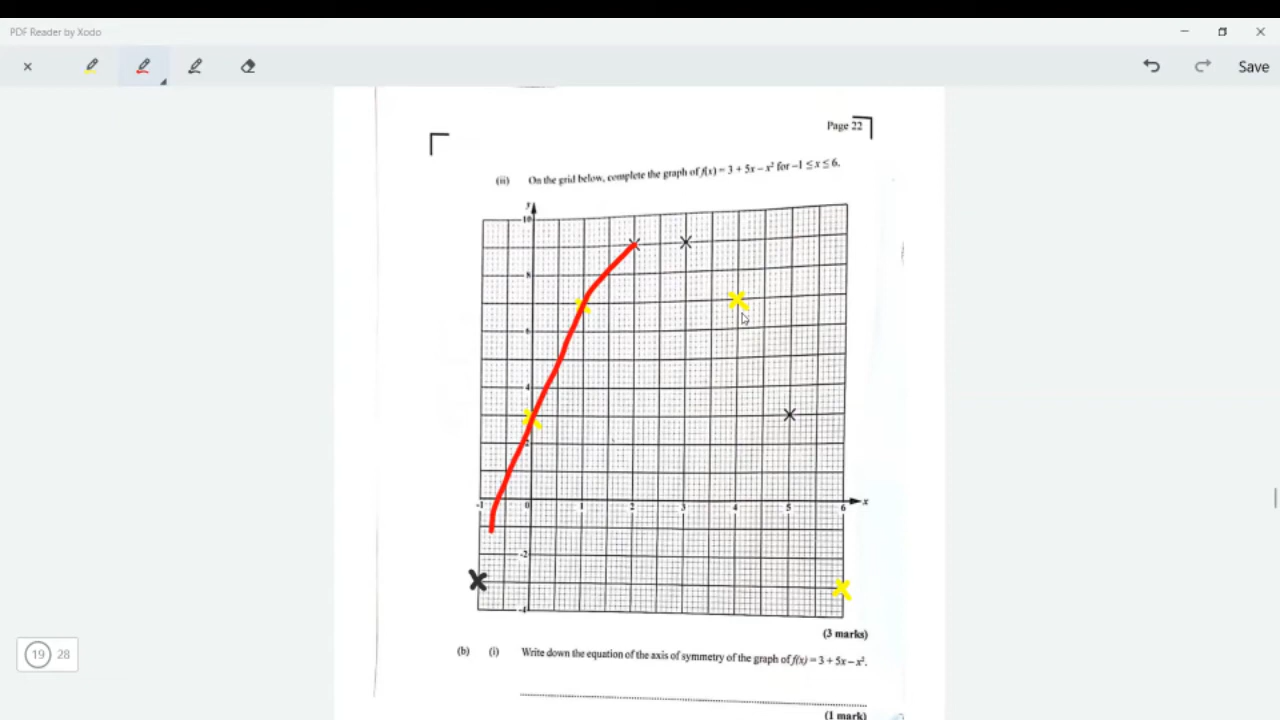 PDF Reader by Xodo
Save
Page 22
(ii) On the grid below, complete the graph of f(x) = 3 + 5x – x² for –1 ≤ x ≤ 6.
y
10
8
6
4
2
-1 0 1 2 3 4 5 6 x
-2
-4
(3 marks)
(b) (i) Write down the equation of the axis of symmetry of the graph of f(x) = 3 + 5x – x².
(1 mark)
19 28